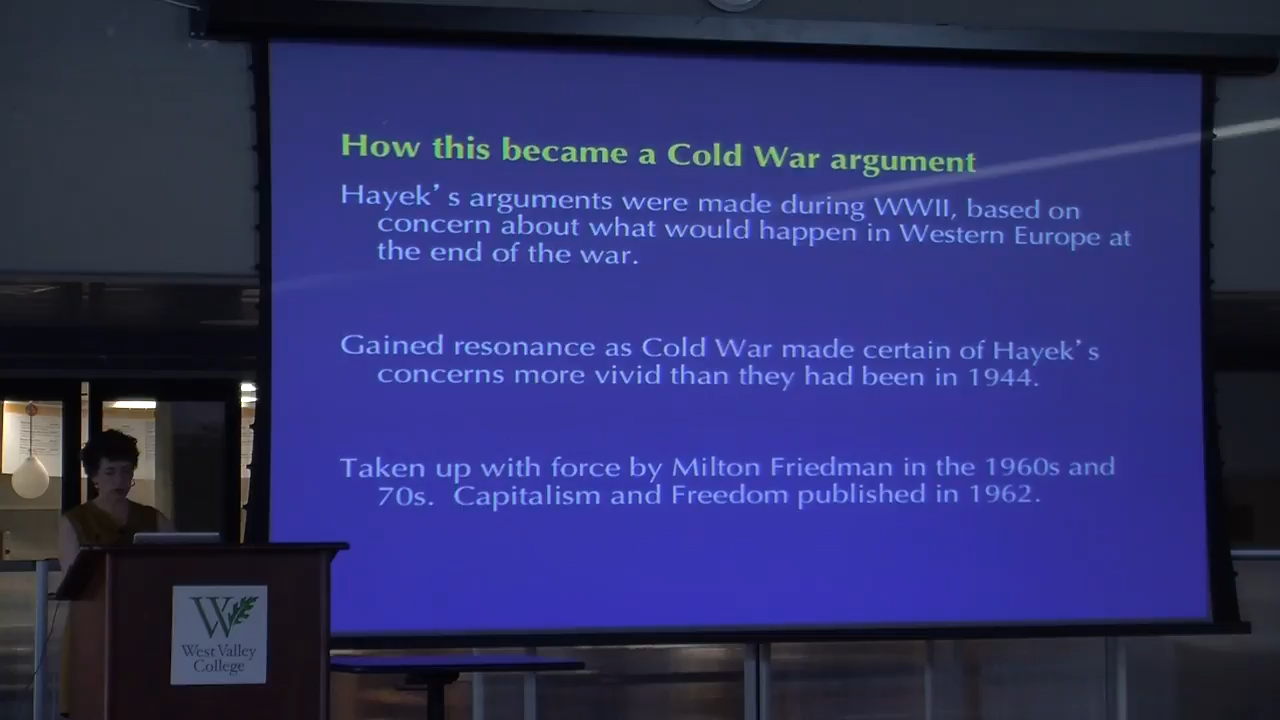 How this became a Cold War argument
Hayek's arguments were made during WWII, based on
concern about what would happen in Western Europe at
the end of the war.
Gained resonance as Cold War made certain of Hayek's
concerns more vivid than they had been in 1944.
Taken up with force by Milton Friedman in the 1960s and
70s. Capitalism and Freedom published in 1962.
W
West Valley
College